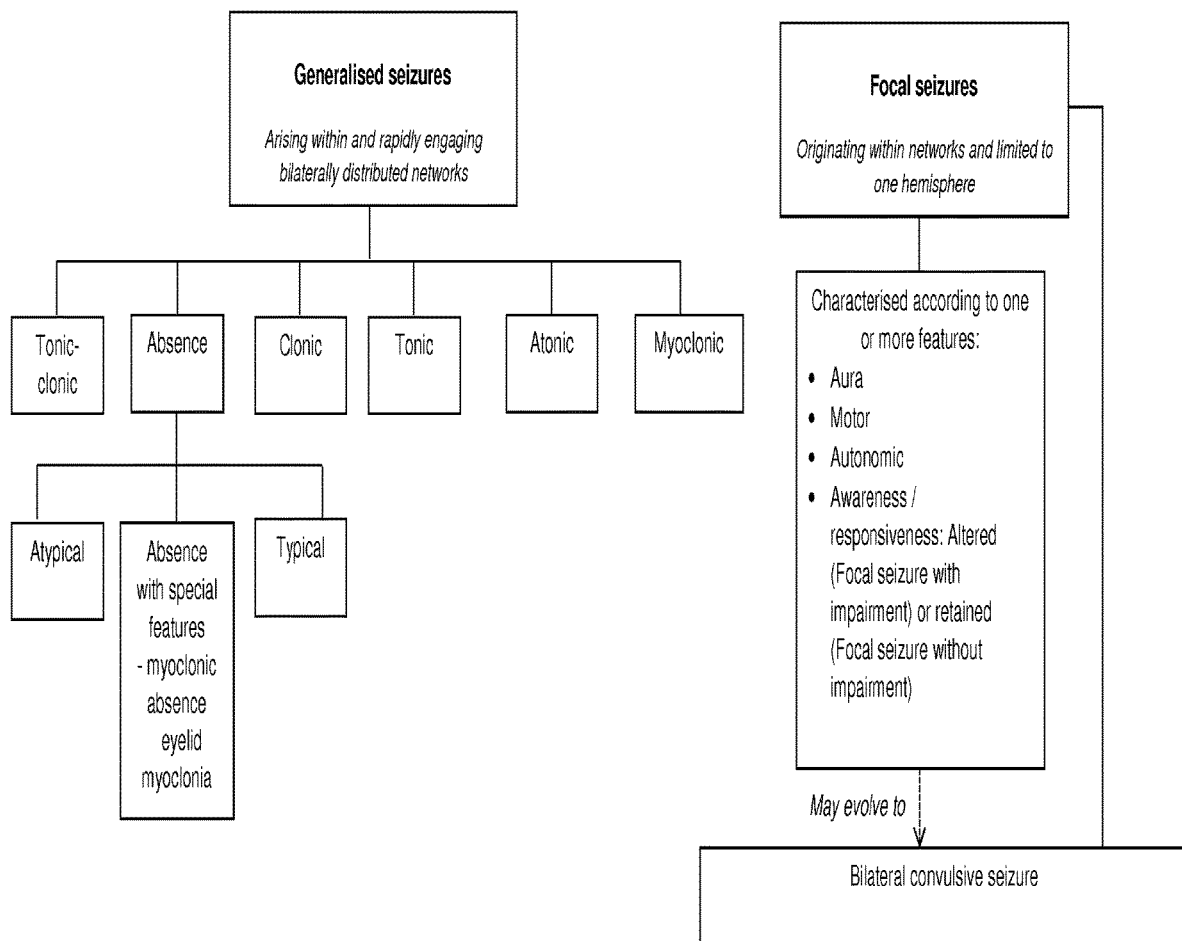 Generalised seizures
Arising within and rapidly engaging
bilaterally distributed networks
Tonic-
clonic
Absence
Clonic
Tonic
Atonic
Myoclonic
Atypical
Absence
with special
features
- myoclonic
absence
eyelid
myoclonia
Typical
Focal seizures
Originating within networks and limited to
one hemisphere
Characterised according to one
or more features:
• Aura
• Motor
• Autonomic
• Awareness /
responsiveness: Altered
(Focal seizure with
impairment) or retained
(Focal seizure without
impairment)
May evolve to
Bilateral convulsive seizure